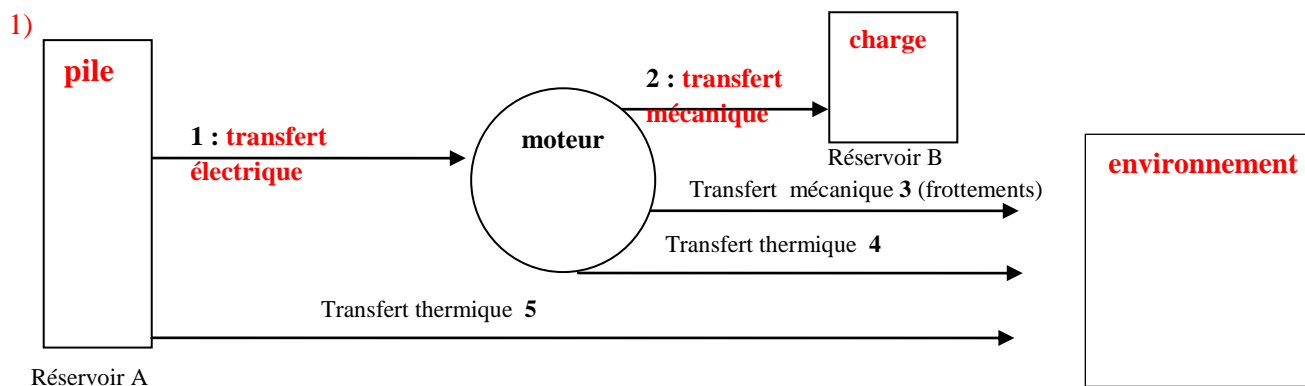 1)
pile
charge
2 : transfert
mécanique
1 : transfert
électrique
moteur
Réservoir B
environnement
Transfert mécanique 3 (frottements)
Transfert thermique 4
Transfert thermique 5
Réservoir A